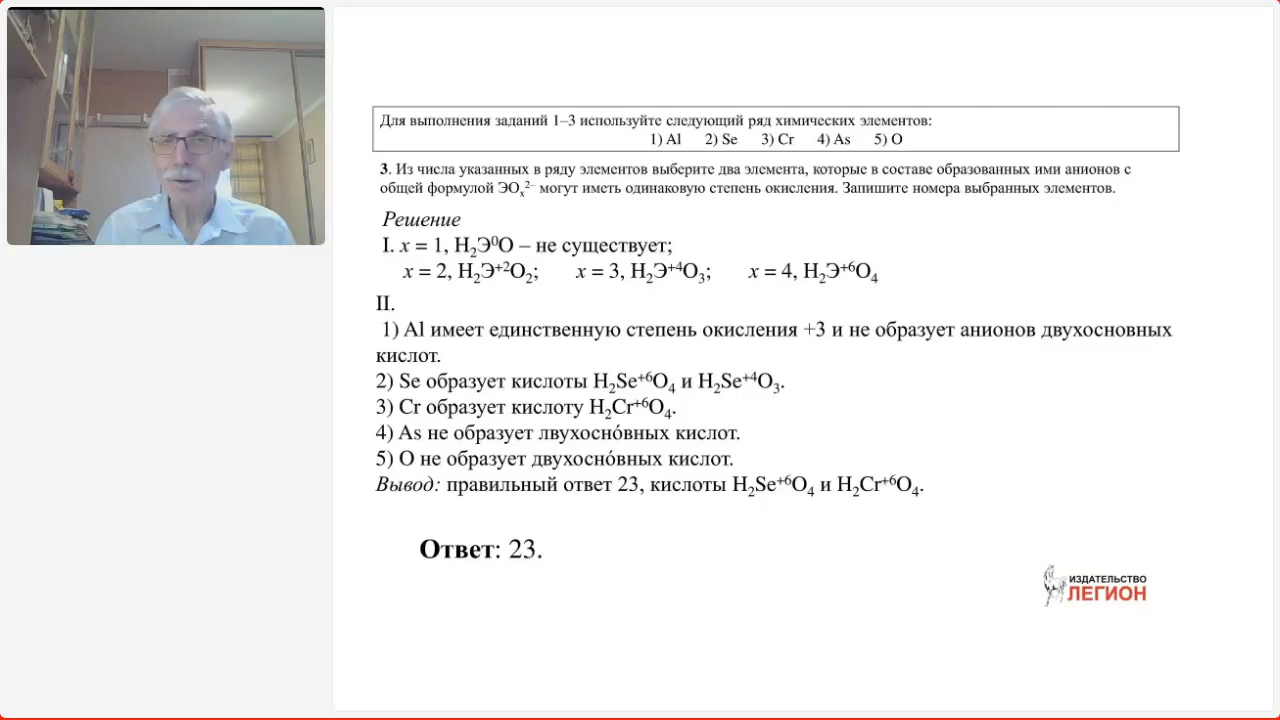 Для выполнения заданий 1–3 используйте следующий ряд химических элементов:
1) Al 2) Se 3) Cr 4) As 5) O
3. Из числа указанных в ряду элементов выберите два элемента, которые в составе образованных ими анионов с
общей формулой ЭOₓ²⁻ могут иметь одинаковую степень окисления. Запишите номера выбранных элементов.
Решение
I. x = 1, H₂Э⁰O – не существует;
x = 2, H₂Э⁺²O₂; x = 3, H₂Э⁺⁴O₃; x = 4, H₂Э⁺⁶O₄
II.
1) Al имеет единственную степень окисления +3 и не образует анионов двухосновных
кислот.
2) Se образует кислоты H₂Se⁺⁶O₄ и H₂Se⁺⁴O₃.
3) Cr образует кислоту H₂Cr⁺⁶O₄.
4) As не образует лвухосно́вных кислот.
5) O не образует двухосно́вных кислот.
Вывод: правильный ответ 23, кислоты H₂Se⁺⁶O₄ и H₂Cr⁺⁶O₄.
Ответ: 23.
ИЗДАТЕЛЬСТВО
ЛЕГИОН